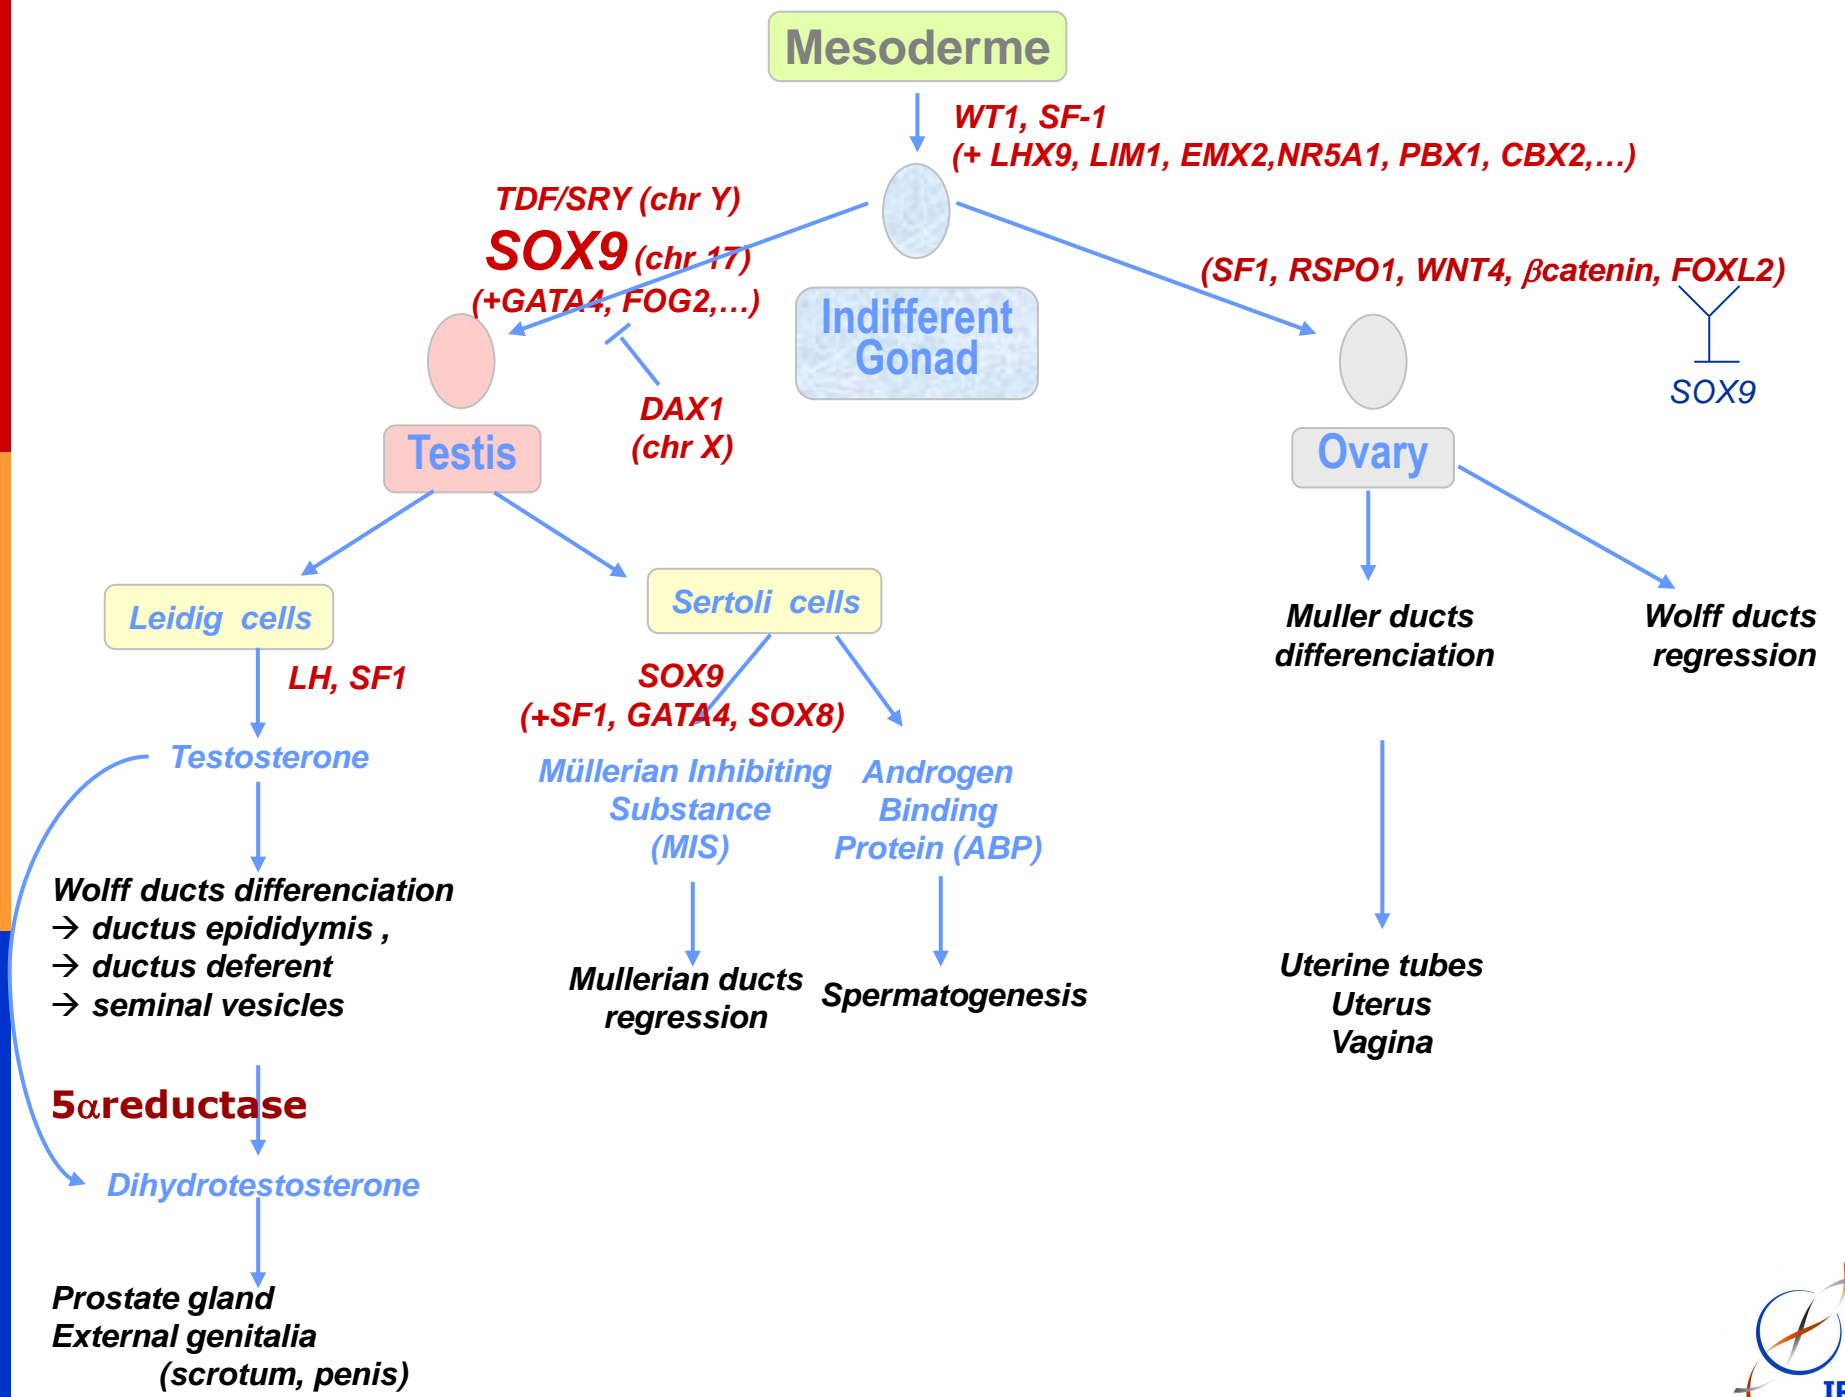 Mesoderme
WT1, SF-1
(+ LHX9, LIM1, EMX2,NR5A1, PBX1, CBX2,...)
TDF/SRY (chr Y)
SOX9 (chr 17)
(+GATA4, FOG2,...)
(SF1, RSPO1, WNT4, βcatenin, FOXL2)
Indifferent
Gonad
SOX9
DAX1
(chr X)
Testis
Ovary
Leidig cells
Sertoli cells
Muller ducts
differenciation
Wolff ducts
regression
LH, SF1
SOX9
(+SF1, GATA4, SOX8)
Testosterone
Müllerian Inhibiting
Substance
(MIS)
Androgen
Binding
Protein (ABP)
Wolff ducts differenciation
→ ductus epididymis ,
→ ductus deferent
→ seminal vesicles
Mullerian ducts
regression
Spermatogenesis
Uterine tubes
Uterus
Vagina
5αreductase
Dihydrotestosterone
Prostate gland
External genitalia
(scrotum, penis)